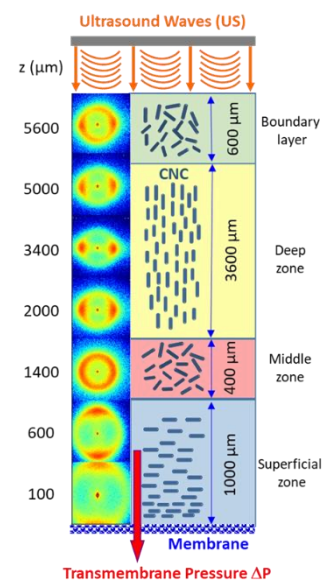 Ultrasound Waves (US)
z (µm)
5600
600 µm
Boundary
layer
5000
CNC
3400
3600 µm
Deep
zone
2000
1400
400 µm
Middle
zone
600
1000 µm
Superficial
zone
100
Membrane
Transmembrane Pressure ΔP